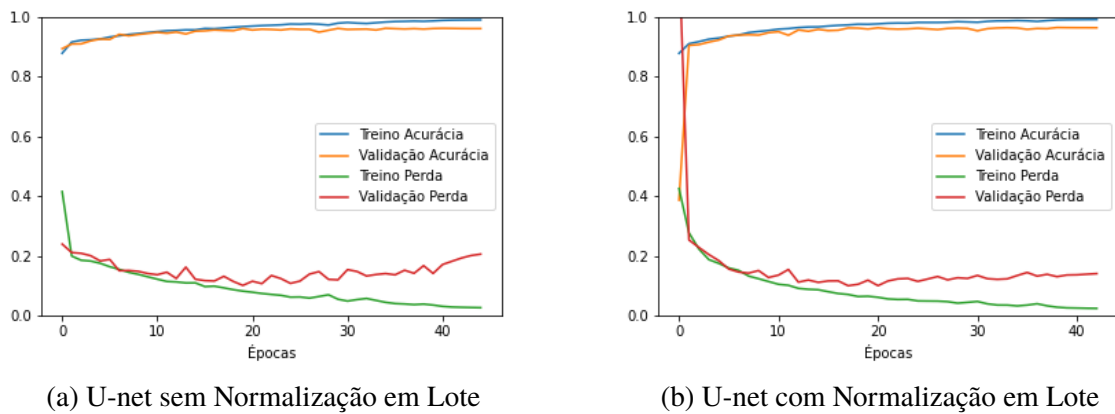 1.0
0.8
0.6
0.4
0.2
0.0
Treino Acurácia
Validação Acurácia
Treino Perda
Validação Perda
0 10 20 30 40
Épocas
(a) U-net sem Normalização em Lote
1.0
0.8
0.6
0.4
0.2
0.0
Treino Acurácia
Validação Acurácia
Treino Perda
Validação Perda
0 10 20 30 40
Épocas
(b) U-net com Normalização em Lote